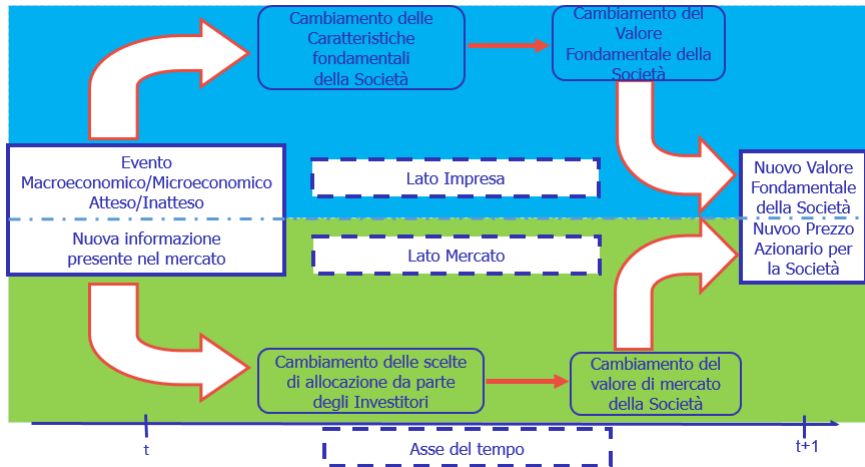 Cambiamento delle
Caratteristiche
fondamentali
della Società
Cambiamento del
Valore
Fondamentale della
Società
Evento
Macroeconomico/Microeconomico
Atteso/Inatteso
Nuova informazione
presente nel mercato
Lato Impresa
Lato Mercato
Nuovo Valore
Fondamentale
della Società
Nuvoo Prezzo
Azionario per
la Società
Cambiamento delle scelte
di allocazione da parte
degli Investitori
Cambiamento del
valore di mercato
della Società
t
Asse del tempo
t+1